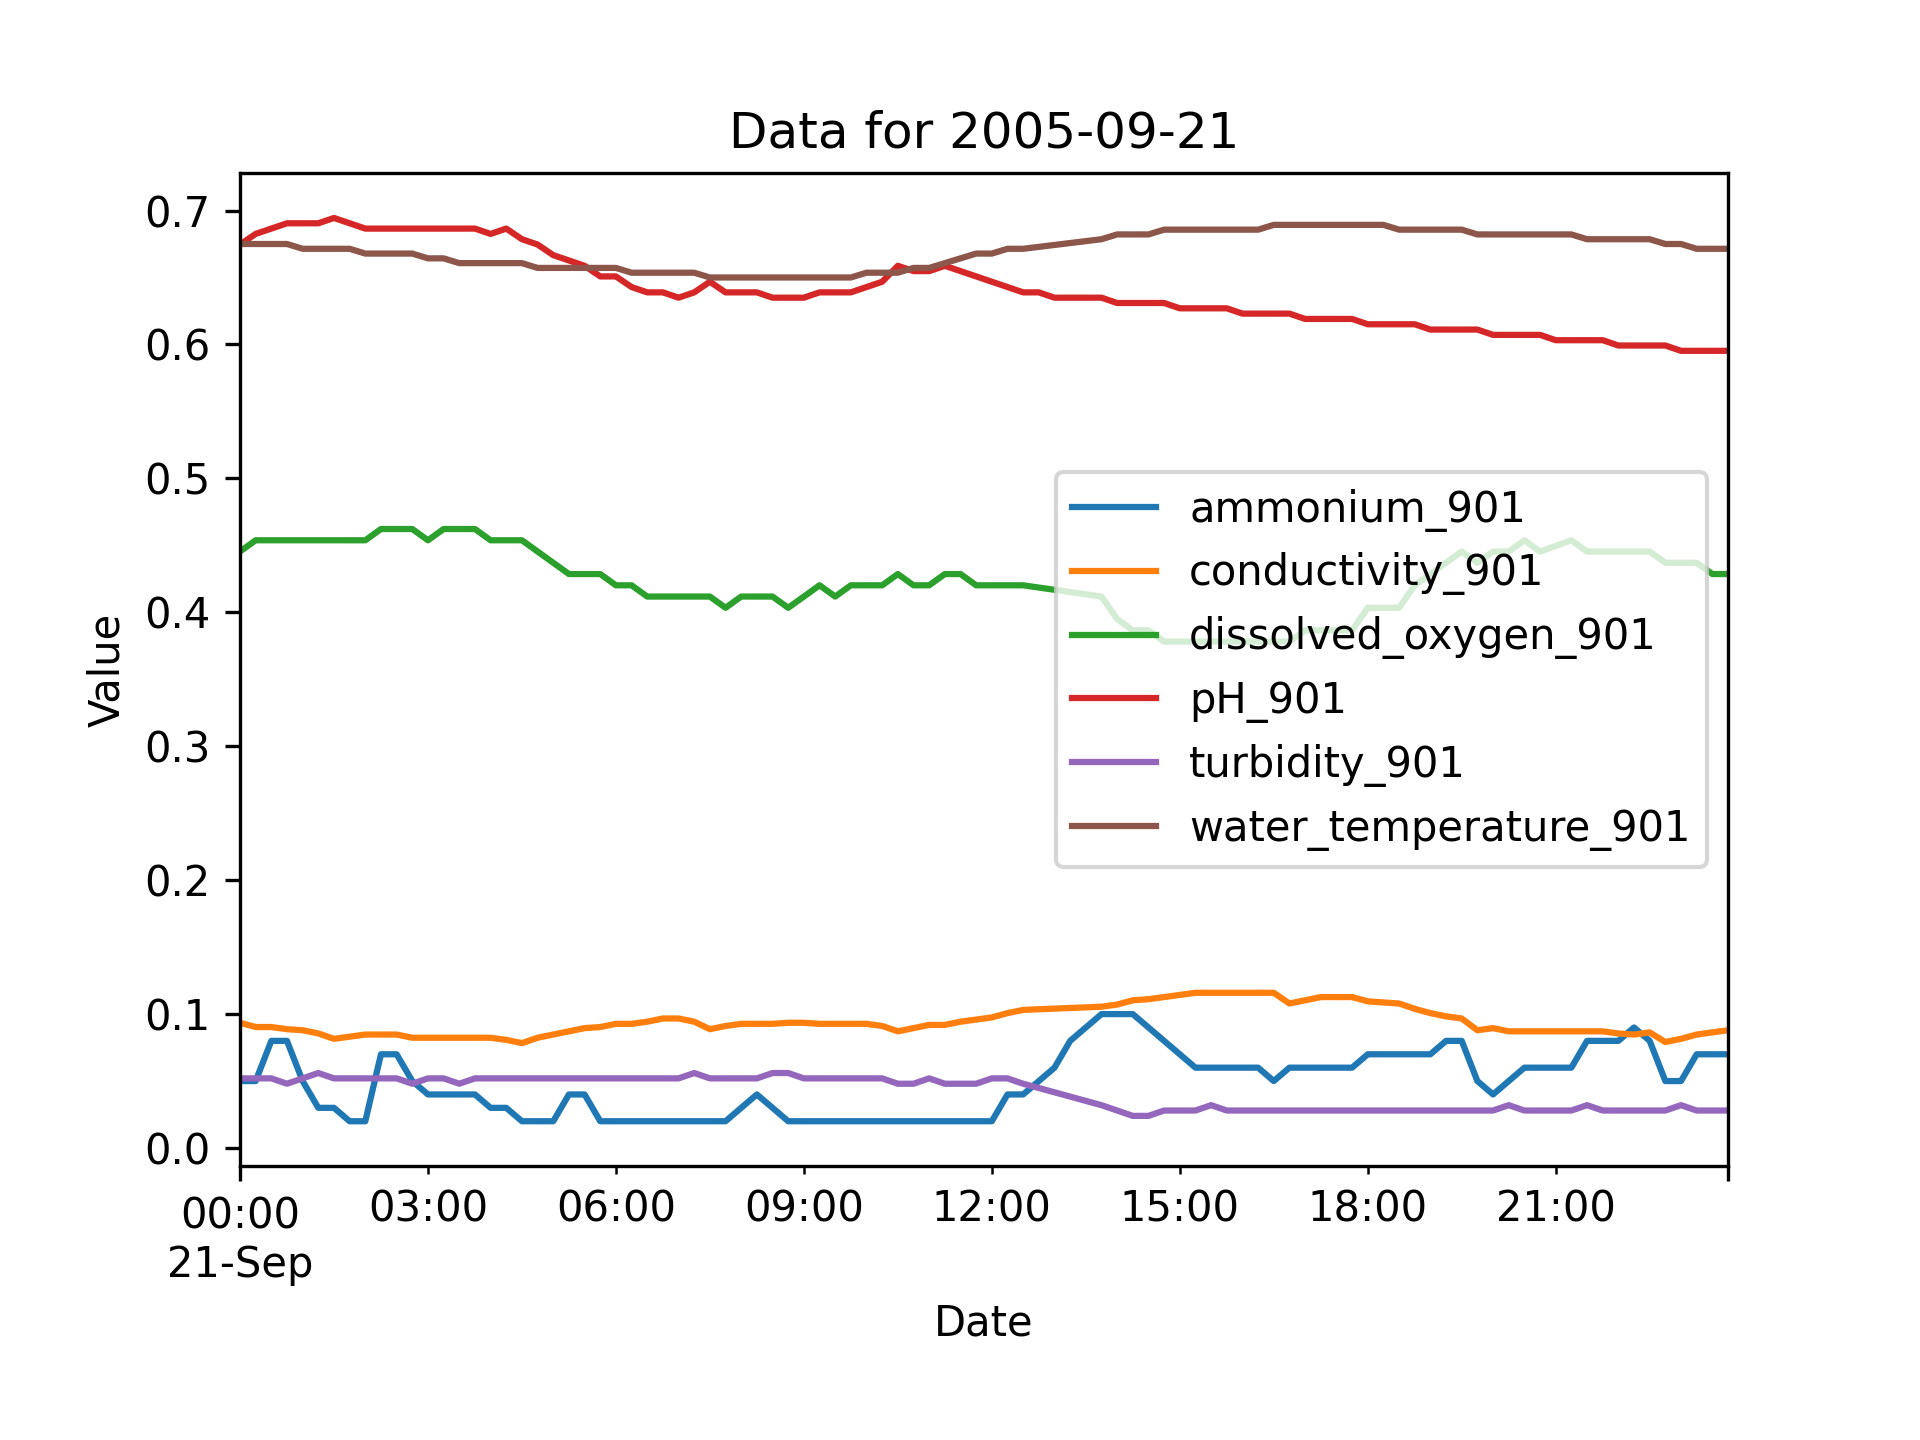 Data for 2005-09-21
0.7
0.6
0.5
0.4
0.3
0.2
0.1
0.0
Value
ammonium_901
conductivity_901
dissolved_oxygen_901
pH_901
turbidity_901
water_temperature_901
00:00 03:00 06:00 09:00 12:00 15:00 18:00 21:00
21-Sep
Date